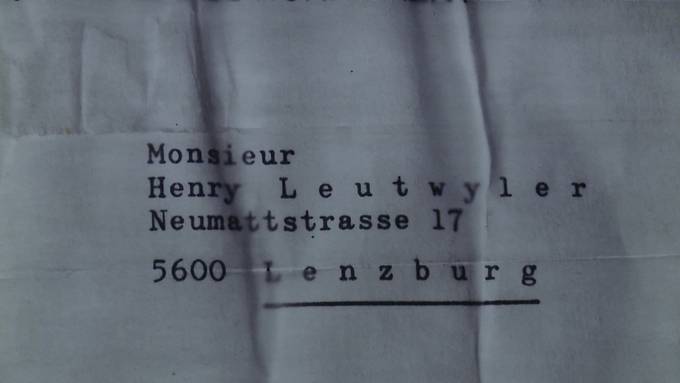 Monsieur
Henry L e u t w y l e r
Neumattstrasse 17
5600 L e n z b u r g